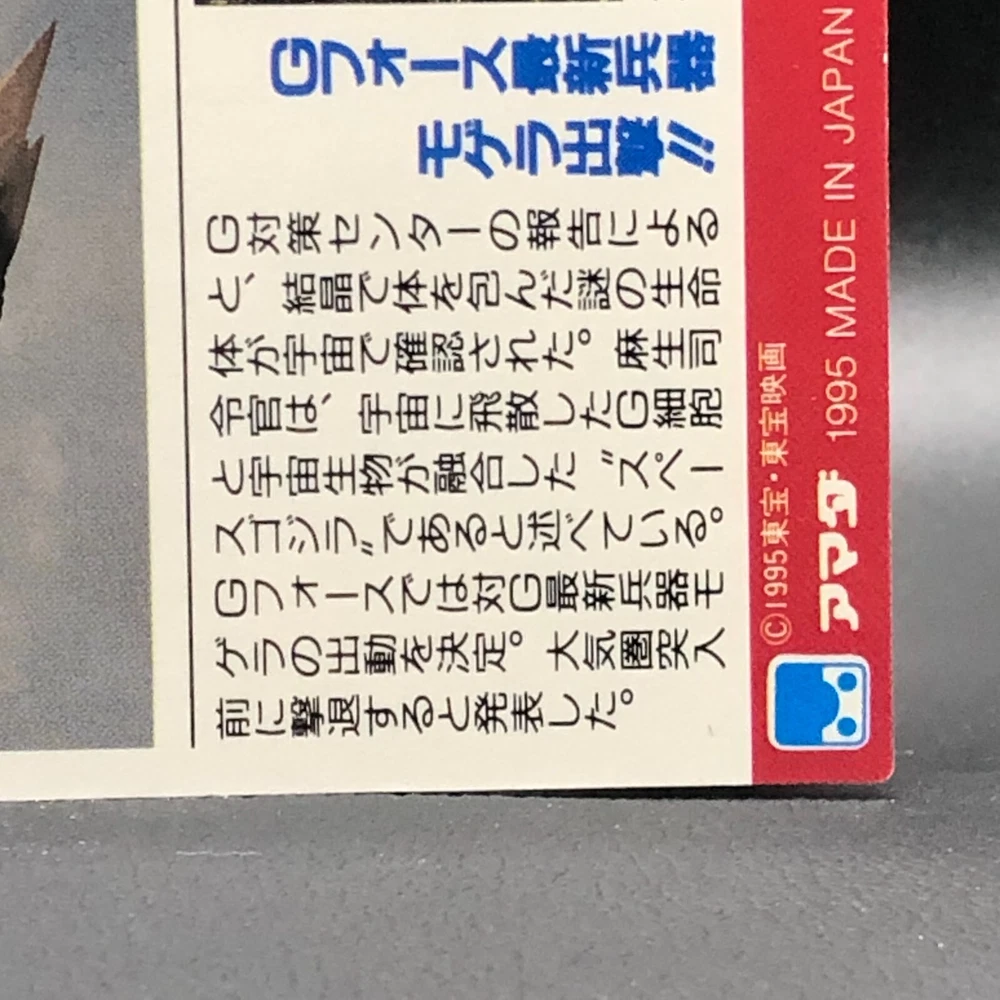 Gフォース最新兵器
モゲラ出撃!!
G対策センターの報告による
と、結晶で体を包んだ謎の生命
体が宇宙で確認された。麻生司
令官は、宇宙に飛散したG細胞
と宇宙生物が融合した“スペー
スゴジラ”であると述べている。
Gフォースでは対G最新兵器モ
ゲラの出動を決定。大気圏突入
前に撃退すると発表した。
©1995東宝・東宝映画
アマダ 1995 MADE IN JAPAN